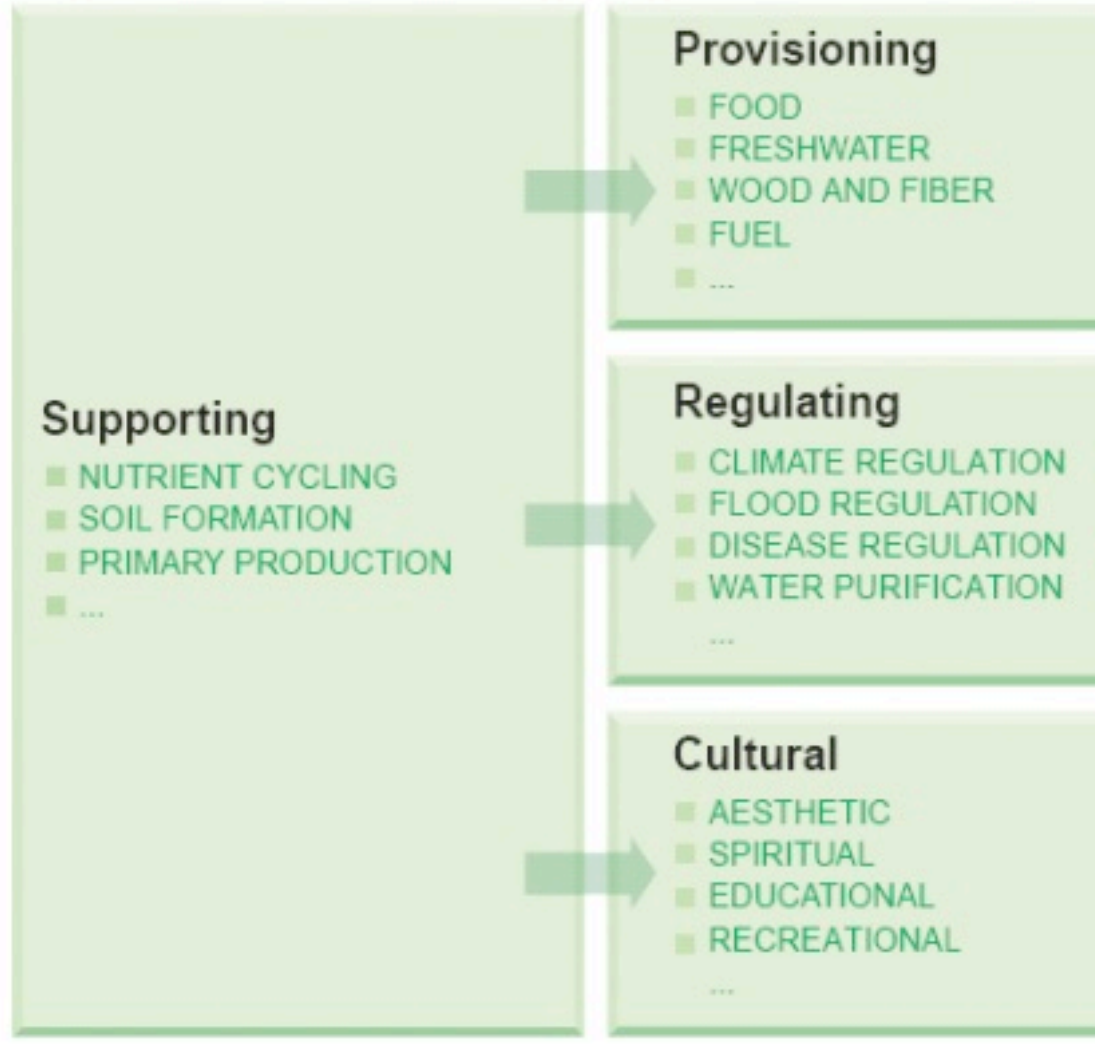 Supporting
NUTRIENT CYCLING
SOIL FORMATION
PRIMARY PRODUCTION
...
Provisioning
FOOD
FRESHWATER
WOOD AND FIBER
FUEL
...
Regulating
CLIMATE REGULATION
FLOOD REGULATION
DISEASE REGULATION
WATER PURIFICATION
...
Cultural
AESTHETIC
SPIRITUAL
EDUCATIONAL
RECREATIONAL
...